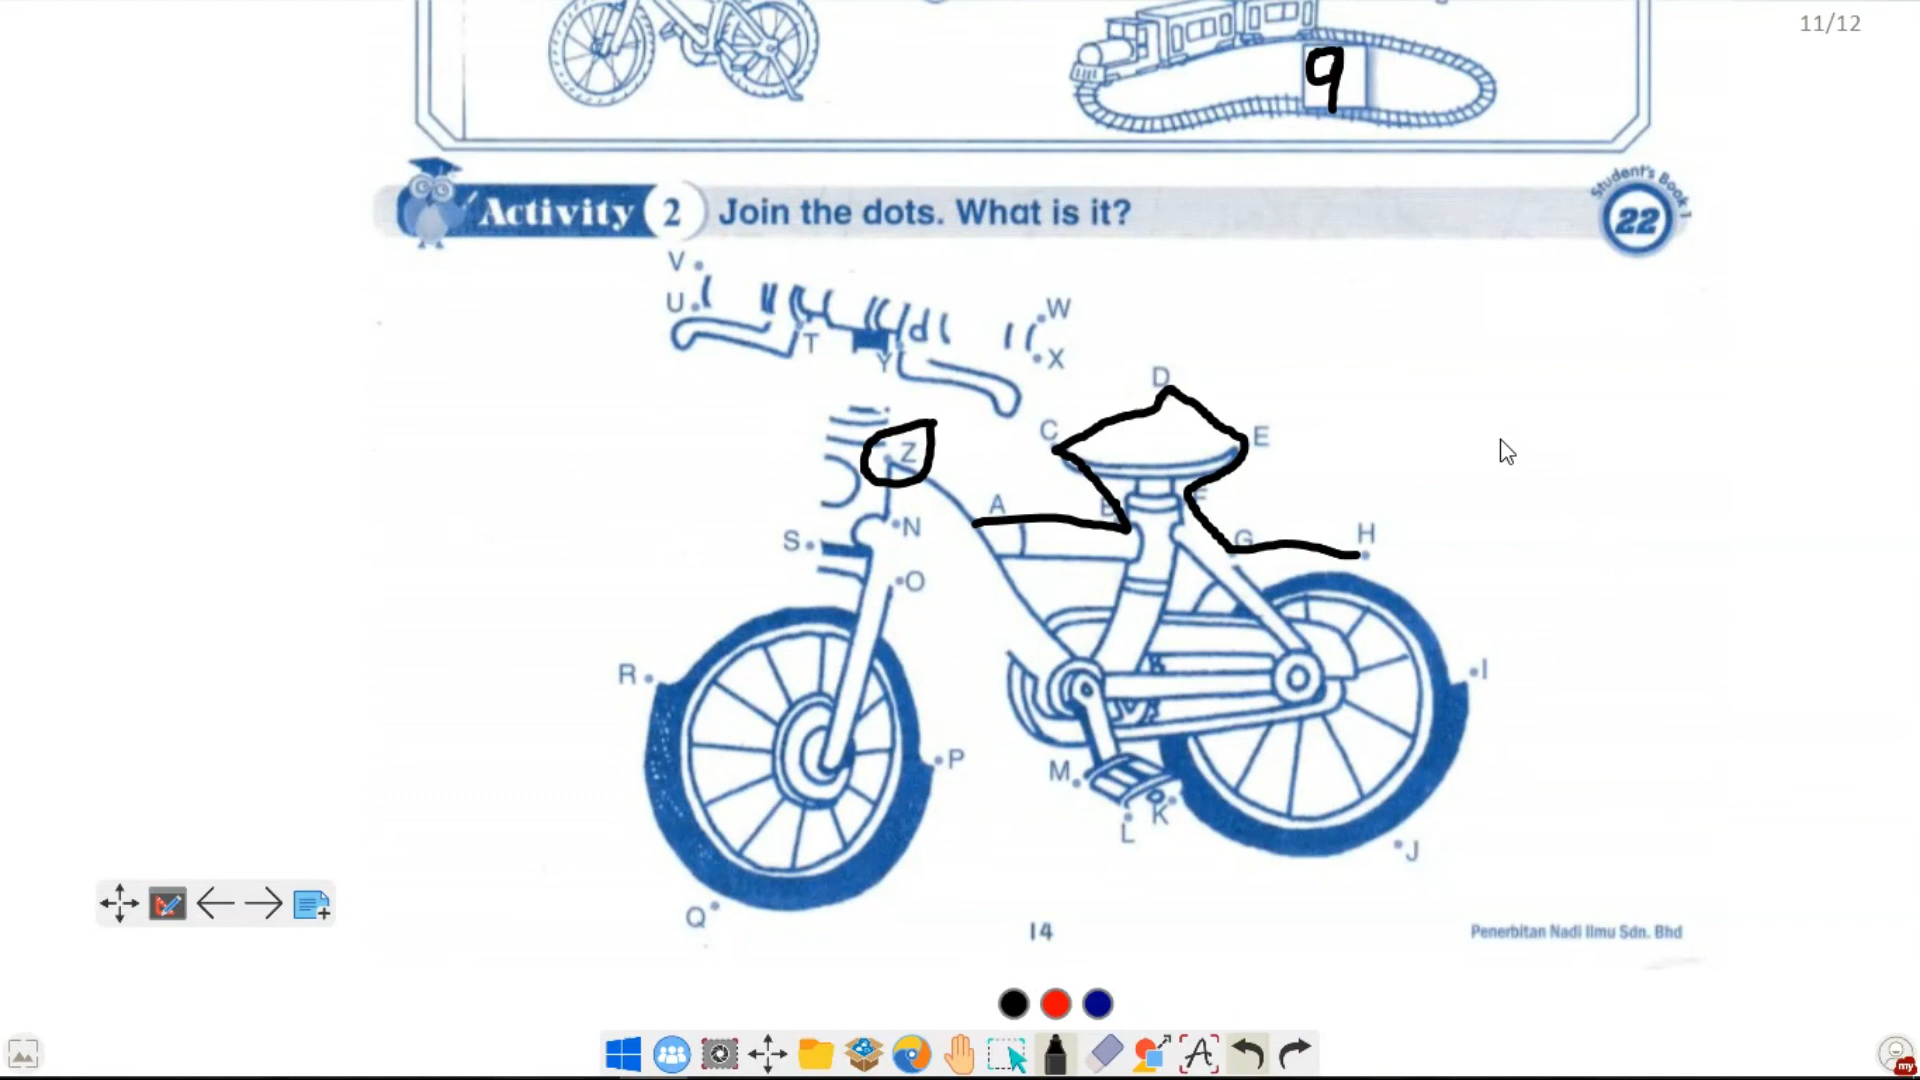 11/12
9
Activity 2 Join the dots. What is it?
Student's Book 1
22
V
U
W
T
Y
X
D
C
E
Z
A
B
F
N
S
G
H
O
R
I
P
M
K
L
J
Q
14
Penerbitan Nadi Ilmu Sdn. Bhd
my